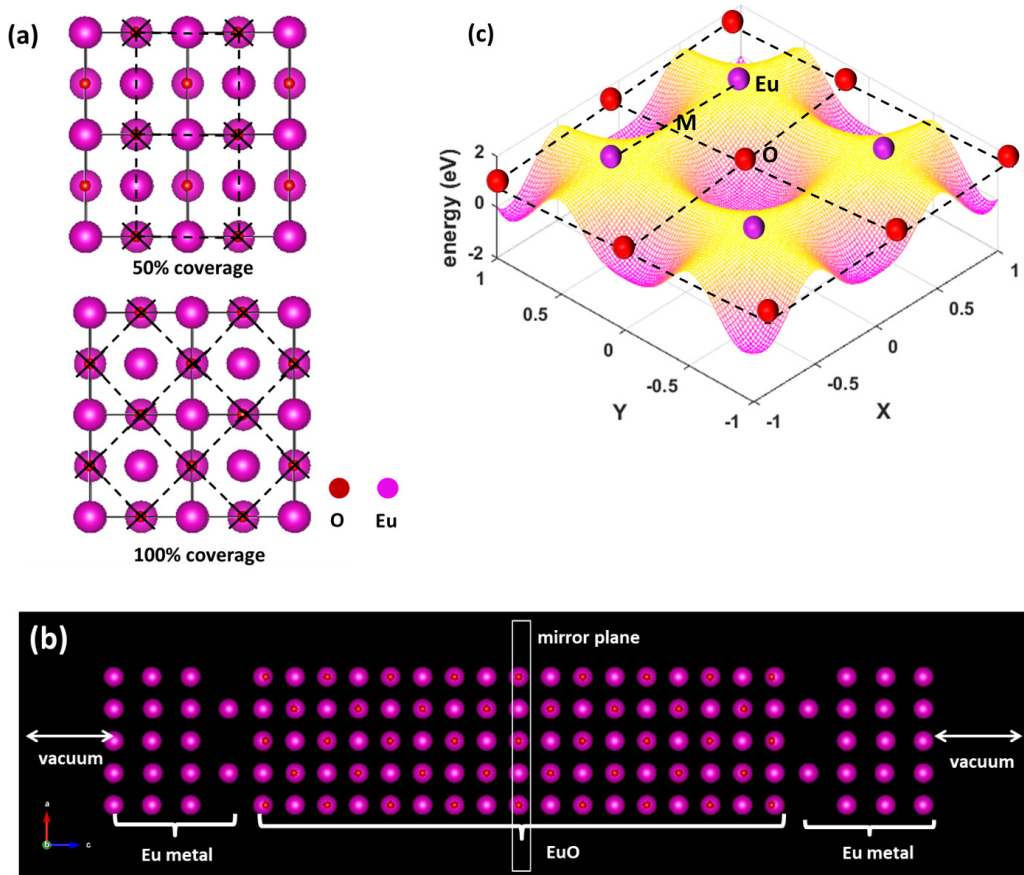 (a)
50% coverage
100% coverage
O Eu
(c)
Eu
M
O
energy (eV)
2
0
-2
1
0.5
0
-0.5
-1
Y
-1
-0.5
0
0.5
1
X
(b)
mirror plane
vacuum
vacuum
a
b
c
Eu metal
EuO
Eu metal